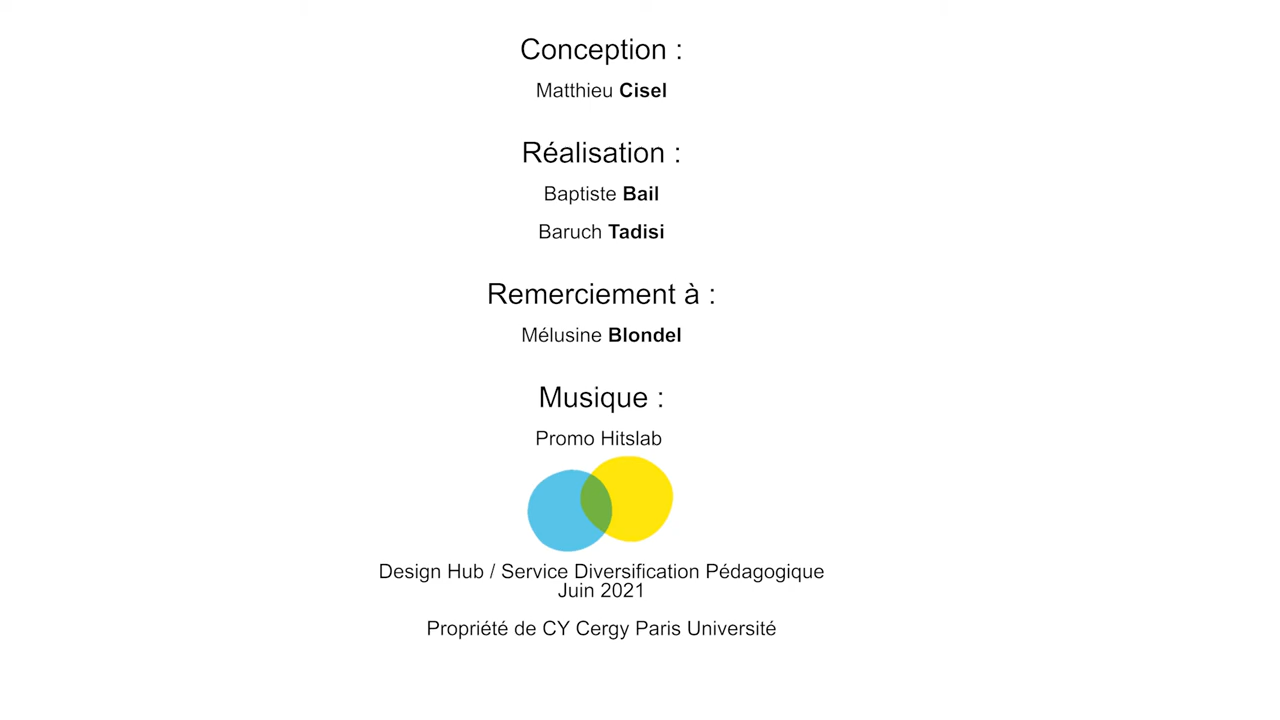 Conception :
Matthieu Cisel
Réalisation :
Baptiste Bail
Baruch Tadisi
Remerciement à :
Mélusine Blondel
Musique :
Promo Hitslab
Design Hub / Service Diversification Pédagogique
Juin 2021
Propriété de CY Cergy Paris Université